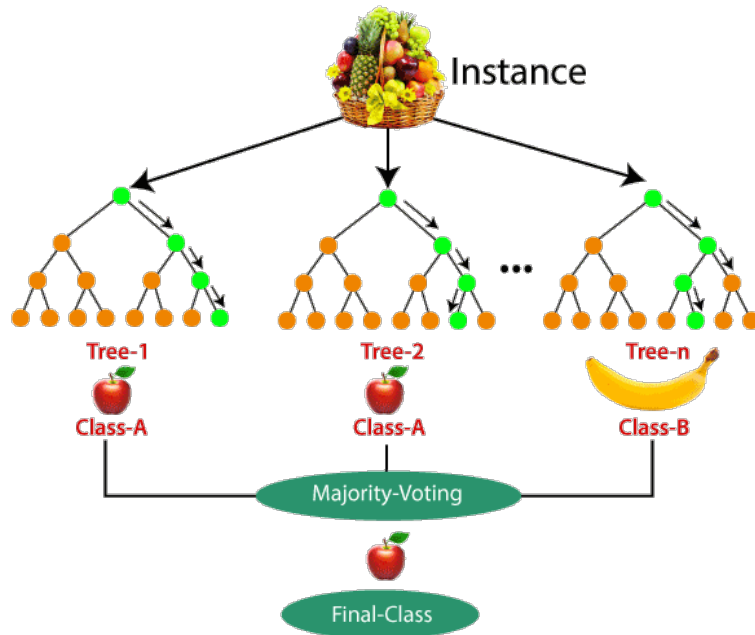 Instance
...
Tree-1
Tree-2
Tree-n
Class-A
Class-A
Class-B
Majority-Voting
Final-Class